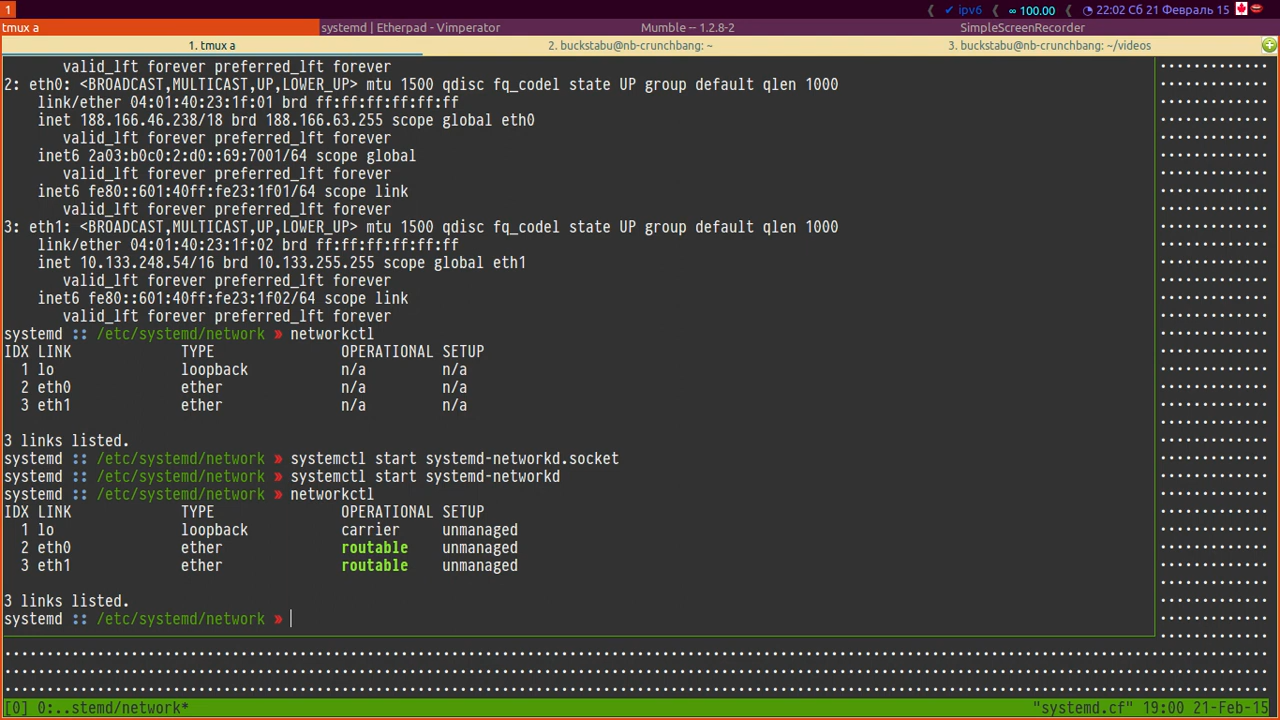 1
ipv6 100.00 22:02 Сб 21 Февраль 15
tmux a systemd | Etherpad - Vimperator Mumble -- 1.2.8-2 SimpleScreenRecorder
1. tmux a 2. buckstabu@nb-crunchbang: ~ 3. buckstabu@nb-crunchbang: ~/videos
valid_lft forever preferred_lft forever
2: eth0: <BROADCAST,MULTICAST,UP,LOWER_UP> mtu 1500 qdisc fq_codel state UP group default qlen 1000
link/ether 04:01:40:23:1f:01 brd ff:ff:ff:ff:ff:ff
inet 188.166.46.238/18 brd 188.166.63.255 scope global eth0
valid_lft forever preferred_lft forever
inet6 2a03:b0c0:2:d0::69:7001/64 scope global
valid_lft forever preferred_lft forever
inet6 fe80::601:40ff:fe23:1f01/64 scope link
valid_lft forever preferred_lft forever
3: eth1: <BROADCAST,MULTICAST,UP,LOWER_UP> mtu 1500 qdisc fq_codel state UP group default qlen 1000
link/ether 04:01:40:23:1f:02 brd ff:ff:ff:ff:ff:ff
inet 10.133.248.54/16 brd 10.133.255.255 scope global eth1
valid_lft forever preferred_lft forever
inet6 fe80::601:40ff:fe23:1f02/64 scope link
valid_lft forever preferred_lft forever
systemd :: /etc/systemd/network » networkctl
IDX LINK TYPE OPERATIONAL SETUP
1 lo loopback n/a n/a
2 eth0 ether n/a n/a
3 eth1 ether n/a n/a
3 links listed.
systemd :: /etc/systemd/network » systemctl start systemd-networkd.socket
systemd :: /etc/systemd/network » systemctl start systemd-networkd
systemd :: /etc/systemd/network » networkctl
IDX LINK TYPE OPERATIONAL SETUP
1 lo loopback carrier unmanaged
2 eth0 ether routable unmanaged
3 eth1 ether routable unmanaged
3 links listed.
systemd :: /etc/systemd/network »
[0] 0:..stemd/network* "systemd.cf" 19:00 21-Feb-15